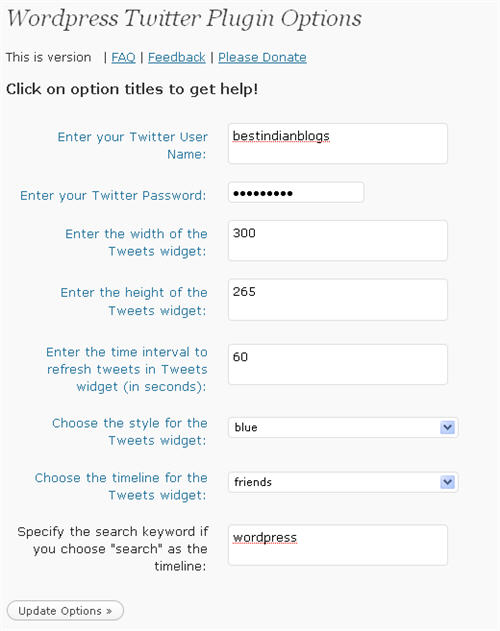 Wordpress Twitter Plugin Options
This is version | FAQ | Feedback | Please Donate
Click on option titles to get help!
Enter your Twitter User
Name:
bestindianblogs
Enter your Twitter Password:
•••••••••
Enter the width of the
Tweets widget:
300
Enter the height of the
Tweets widget:
265
Enter the time interval to
refresh tweets in Tweets
widget (in seconds):
60
Choose the style for the
Tweets widget:
blue
Choose the timeline for the
Tweets widget:
friends
Specify the search keyword if
you choose "search" as the
timeline:
wordpress
Update Options »